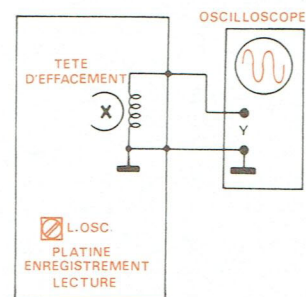 OSCILLOSCOPE
TETE
D'EFFACEMENT
X
Y
L.OSC.
PLATINE
ENREGISTREMENT
LECTURE